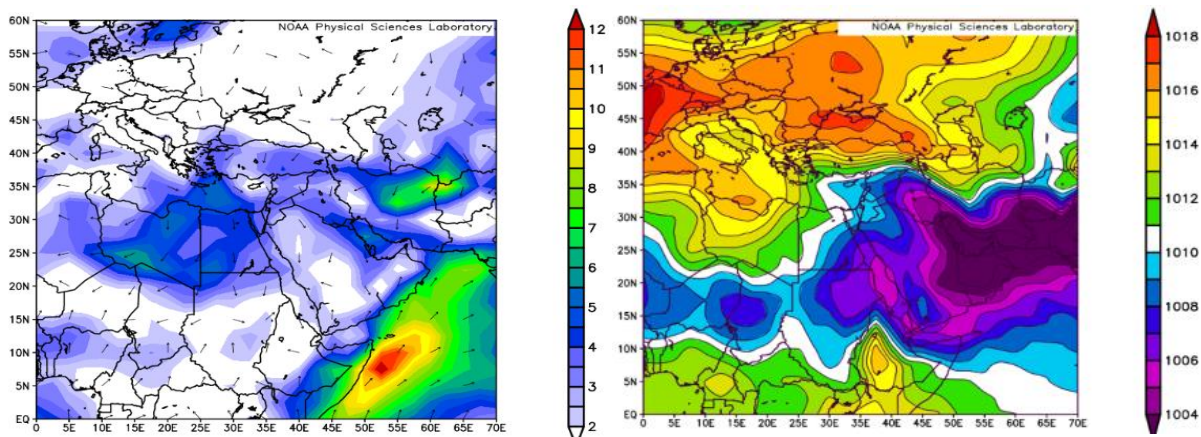 NOAA Physical Sciences Laboratory
60N
55N
50N
45N
40N
35N
30N
25N
20N
15N
10N
5N
EQ
0 5E 10E 15E 20E 25E 30E 35E 40E 45E 50E 55E 60E 65E 70E
12
11
10
9
8
7
6
5
4
3
2
NOAA Physical Sciences Laboratory
60N
55N
50N
45N
40N
35N
30N
25N
20N
15N
10N
5N
EQ
0 5E 10E 15E 20E 25E 30E 35E 40E 45E 50E 55E 60E 65E 70E
1018
1016
1014
1012
1010
1008
1006
1004